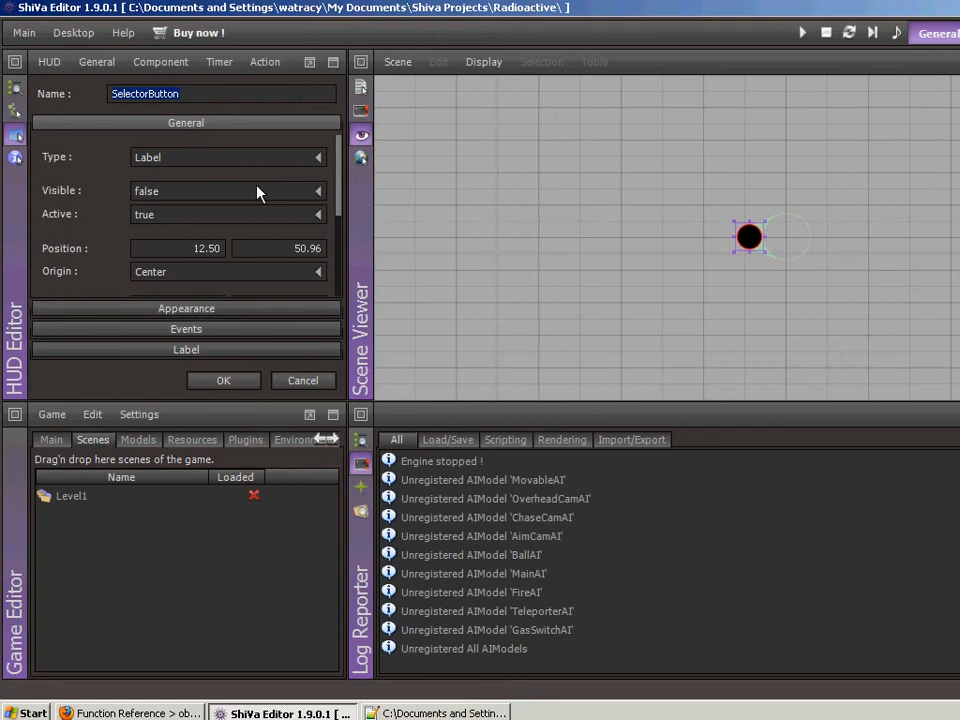 ShiVa Editor 1.9.0.1 [ C:\Documents and Settings\watracy\My Documents\Shiva Projects\Radioactive\ ]
Main Desktop Help Buy now ! General
HUD General Component Timer Action
Scene Edit Display Selection Tools
Name : SelectorButton
General
Type : Label
Visible : false
Active : true
Position : 12.50 50.96
Origin : Center
Appearance
Events
Label
OK Cancel
HUD Editor
Scene Viewer
Game Edit Settings
Main Scenes Models Resources Plugins
Drag'n drop here scenes of the game.
Name Loaded
Level1
Game Editor
All Load/Save Scripting Rendering Import/Export
Engine stopped !
Unregistered AIModel 'MovableAI'
Unregistered AIModel 'OverheadCamAI'
Unregistered AIModel 'ChaseCamAI'
Unregistered AIModel 'AimCamAI'
Unregistered AIModel 'BallAI'
Unregistered AIModel 'MainAI'
Unregistered AIModel 'FireAI'
Unregistered AIModel 'TeleporterAI'
Unregistered AIModel 'GasSwitchAI'
Unregistered All AIModels
Log Reporter
Start Function Reference > ob... ShiVa Editor 1.9.0.1 [ ... C:\Documents and Settin...